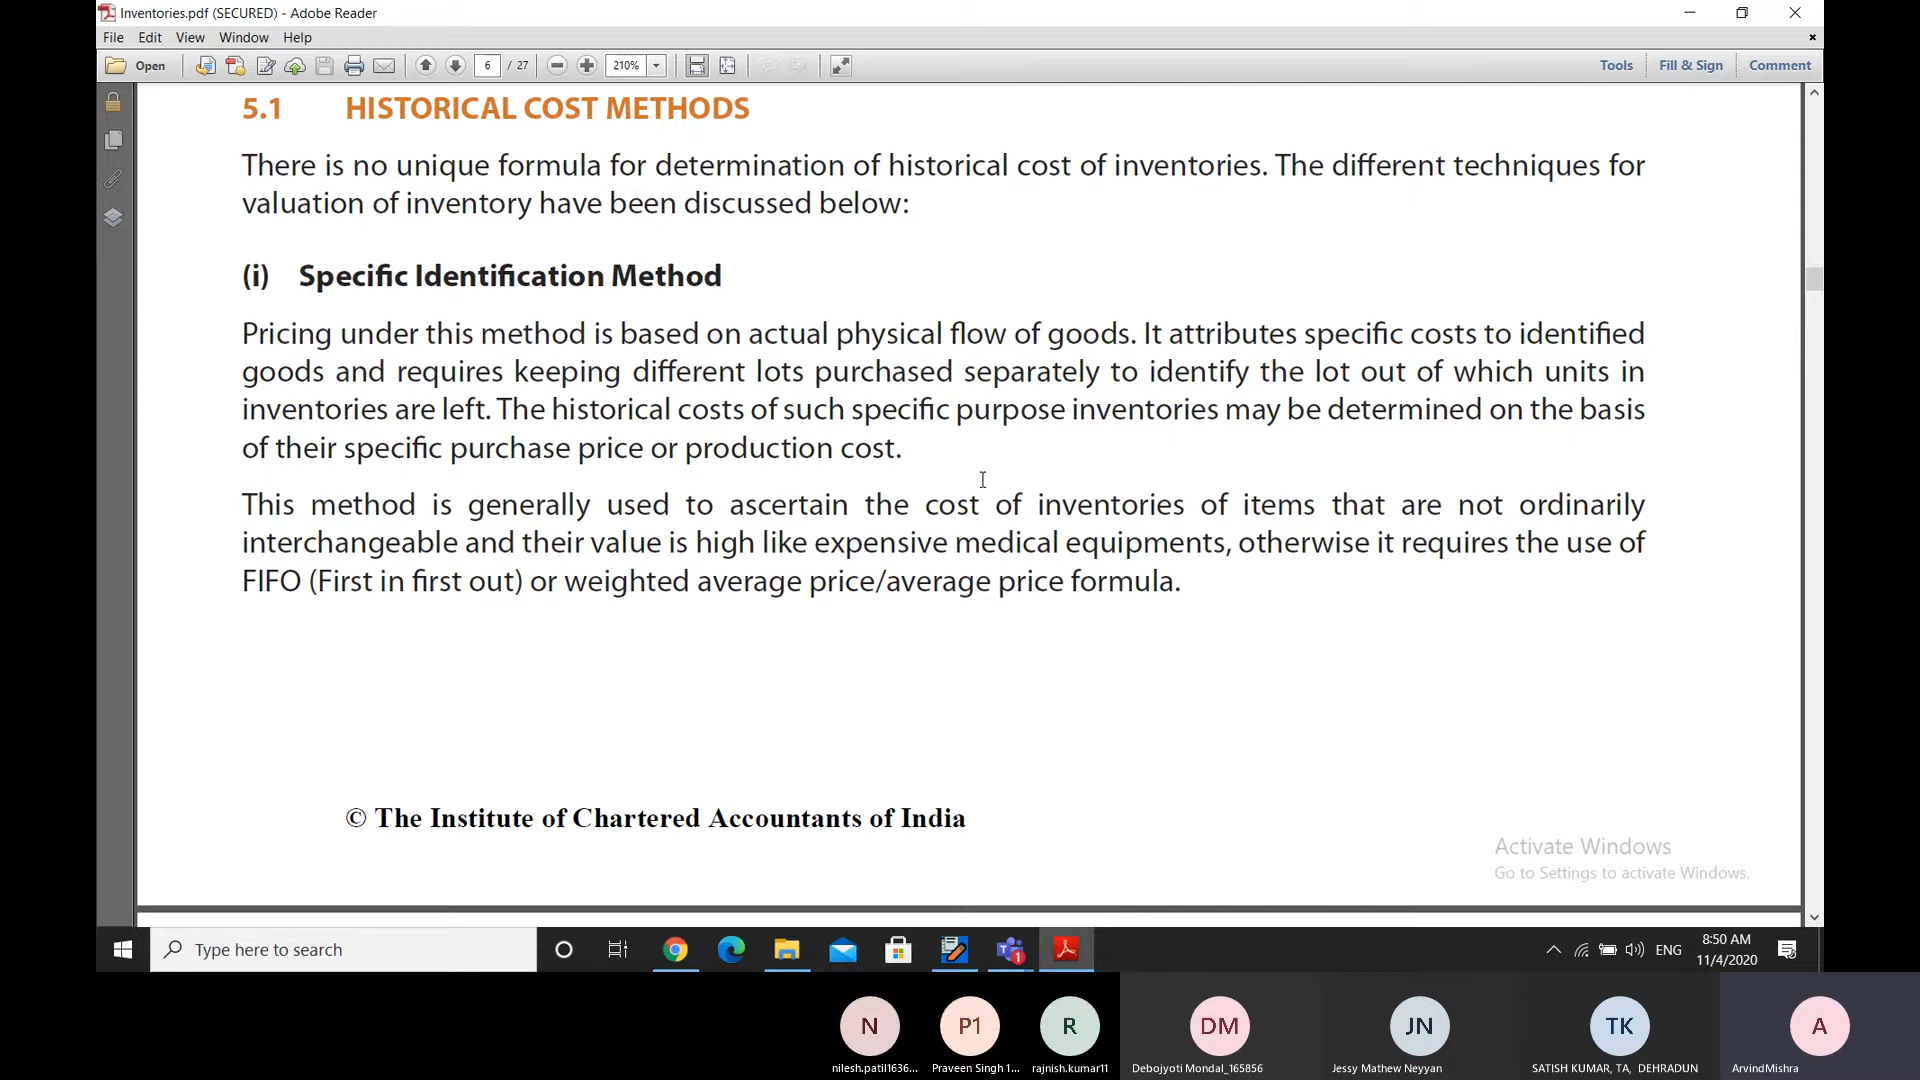 Inventories.pdf (SECURED) - Adobe Reader
File Edit View Window Help
Open 6 / 27 210% Tools Fill & Sign Comment
5.1 HISTORICAL COST METHODS
There is no unique formula for determination of historical cost of inventories. The different techniques for
valuation of inventory have been discussed below:
(i) Specific Identification Method
Pricing under this method is based on actual physical flow of goods. It attributes specific costs to identified
goods and requires keeping different lots purchased separately to identify the lot out of which units in
inventories are left. The historical costs of such specific purpose inventories may be determined on the basis
of their specific purchase price or production cost.
This method is generally used to ascertain the cost of inventories of items that are not ordinarily
interchangeable and their value is high like expensive medical equipments, otherwise it requires the use of
FIFO (First in first out) or weighted average price/average price formula.
© The Institute of Chartered Accountants of India
Activate Windows
Go to Settings to activate Windows.
Type here to search
1
ENG
8:50 AM
11/4/2020
N P1 R DM JN TK A
nilesh.patil1636... Praveen Singh 1... rajnish.kumar11 Debojyoti Mondal_165856 Jessy Mathew Neyyan SATISH KUMAR, TA, DEHRADUN ArvindMishra